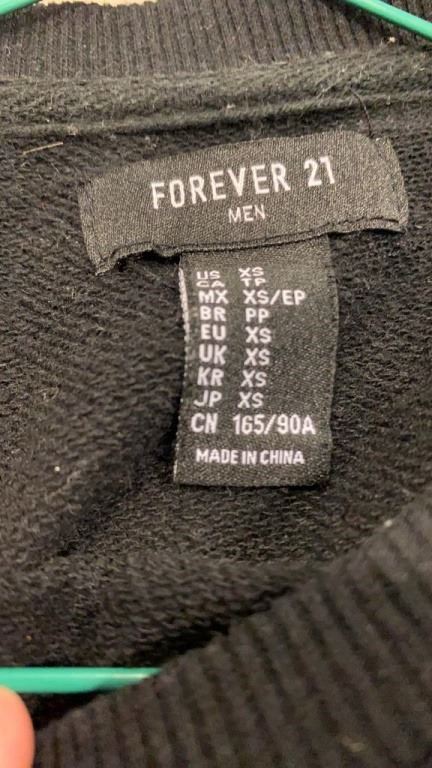 FOREVER 21
MEN
US XS
CA TP
MX XS/EP
BR PP
EU XS
UK XS
KR XS
JP XS
CN 165/90A
MADE IN CHINA